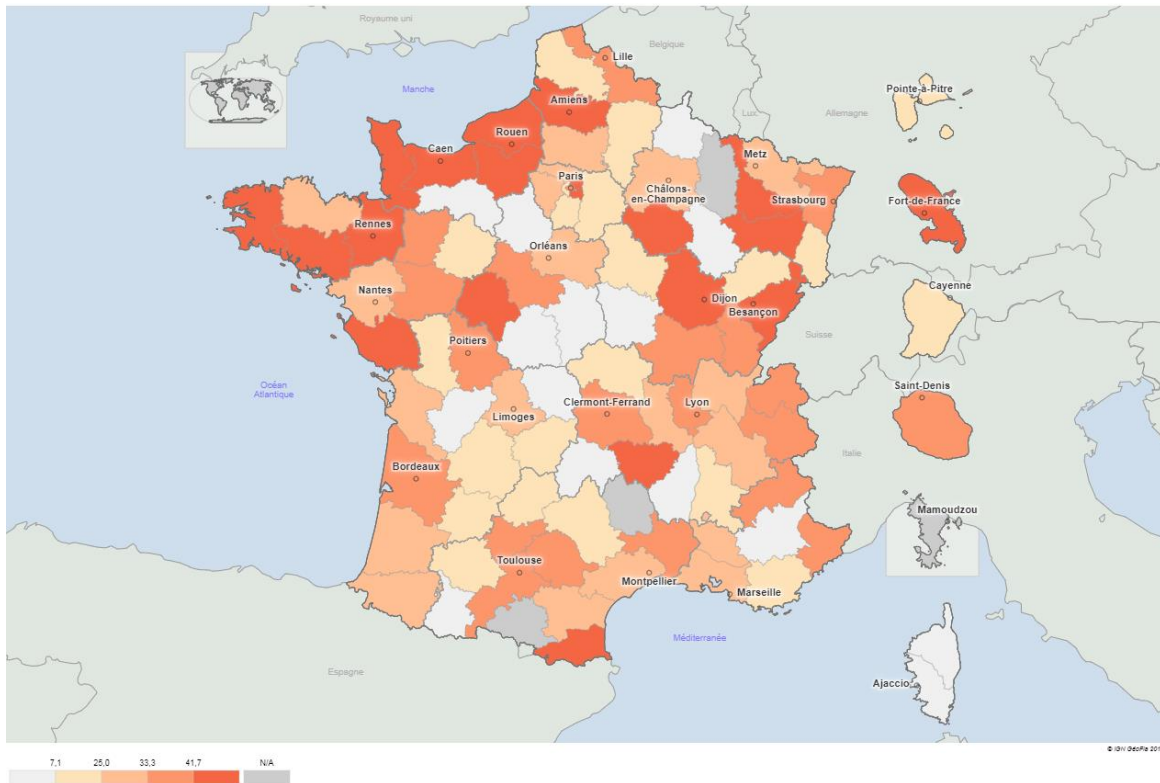 Royaume uni
Belgique
Lille
Pointe-à-Pitre
Manche
Amiens
Lux.
Allemagne
Rouen
Caen
Metz
Paris
Châlons-
en-Champagne
Strasbourg
Fort-de-France
Rennes
Orléans
Cayenne
Nantes
Dijon
Besançon
Suisse
Poitiers
Océan
Atlantique
Saint-Denis
Clermont-Ferrand
Lyon
Limoges
Italie
Bordeaux
Mamoudzou
Toulouse
Montpellier
Marseille
Méditerranée
Espagne
Ajaccio
© IGN GéoFla 201
7,1 25,0 33,3 41,7 N/A